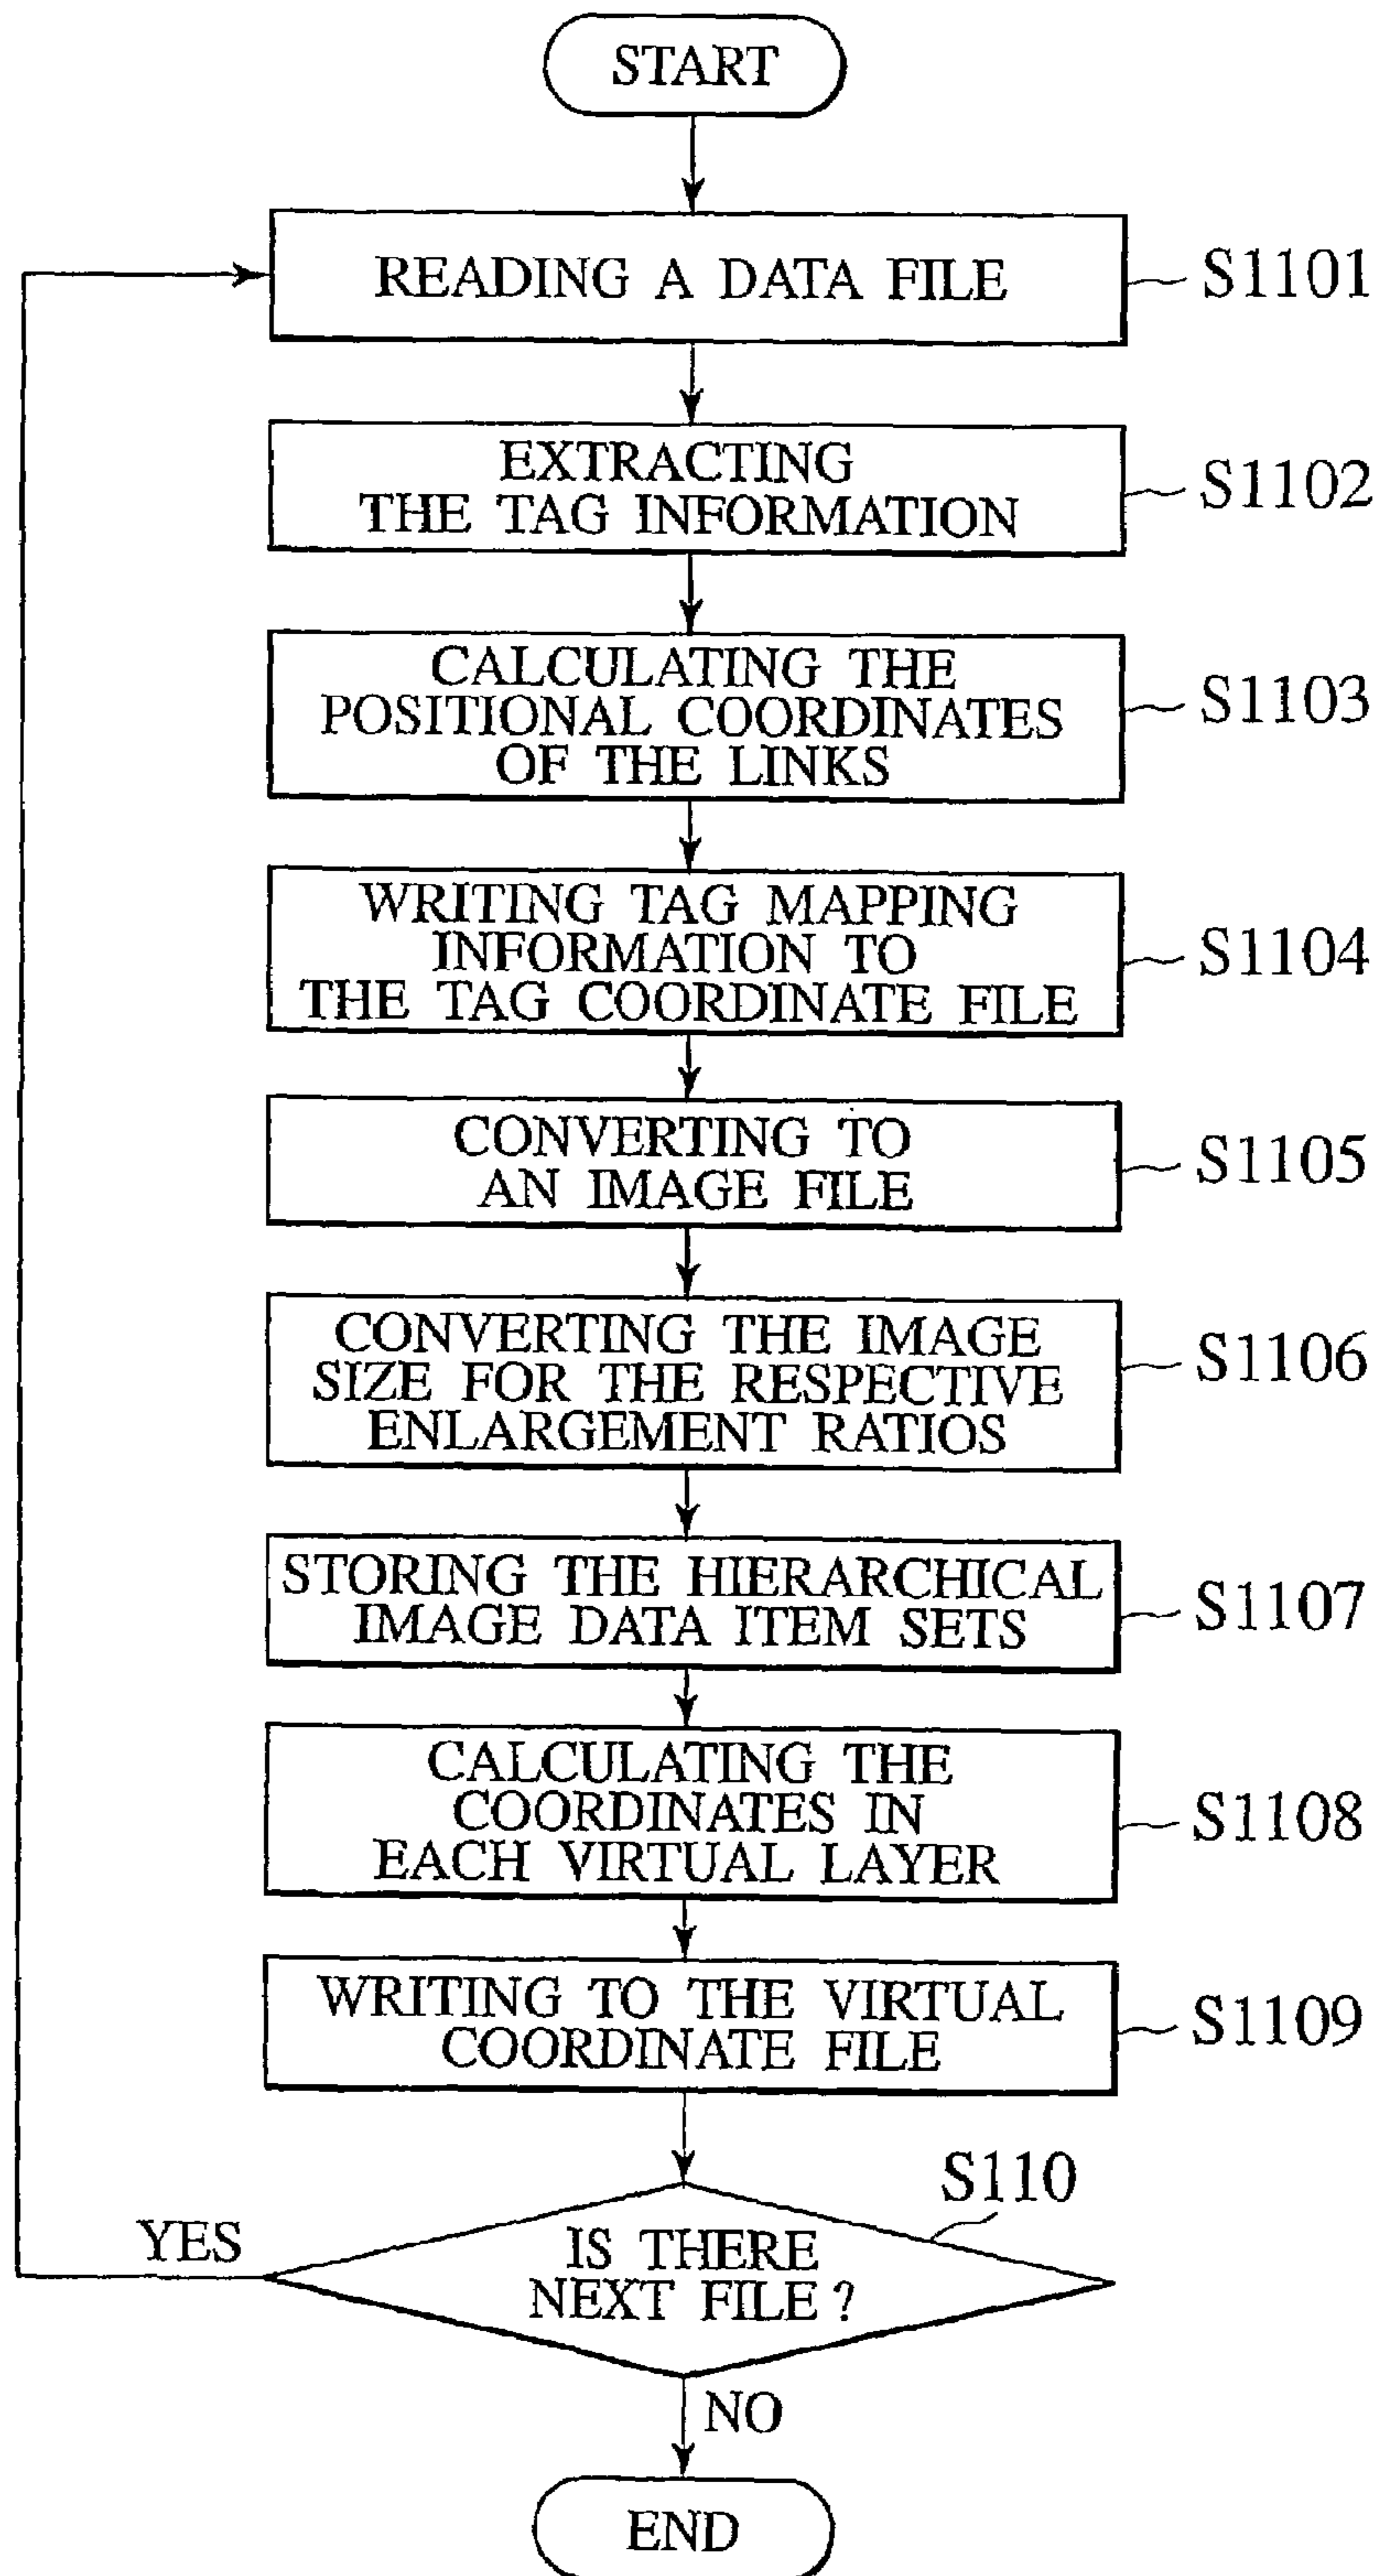 START
READING A DATA FILE
S1101
EXTRACTING
THE TAG INFORMATION
S1102
CALCULATING THE
POSITIONAL COORDINATES
OF THE LINKS
S1103
WRITING TAG MAPPING
INFORMATION TO
THE TAG COORDINATE FILE
S1104
CONVERTING TO
AN IMAGE FILE
S1105
CONVERTING THE IMAGE
SIZE FOR THE RESPECTIVE
ENLARGEMENT RATIOS
S1106
STORING THE HIERARCHICAL
IMAGE DATA ITEM SETS
S1107
CALCULATING THE
COORDINATES IN
EACH VIRTUAL LAYER
S1108
WRITING TO THE VIRTUAL
COORDINATE FILE
S1109
S110
YES
IS THERE
NEXT FILE?
NO
END